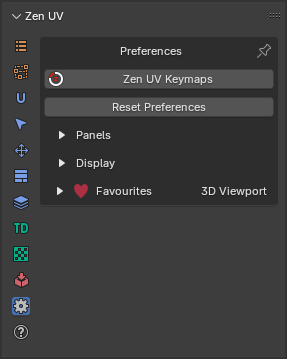 Zen UV
Preferences
Zen UV Keymaps
Reset Preferences
Panels
Display
Favourites 3D Viewport
U
TD
?